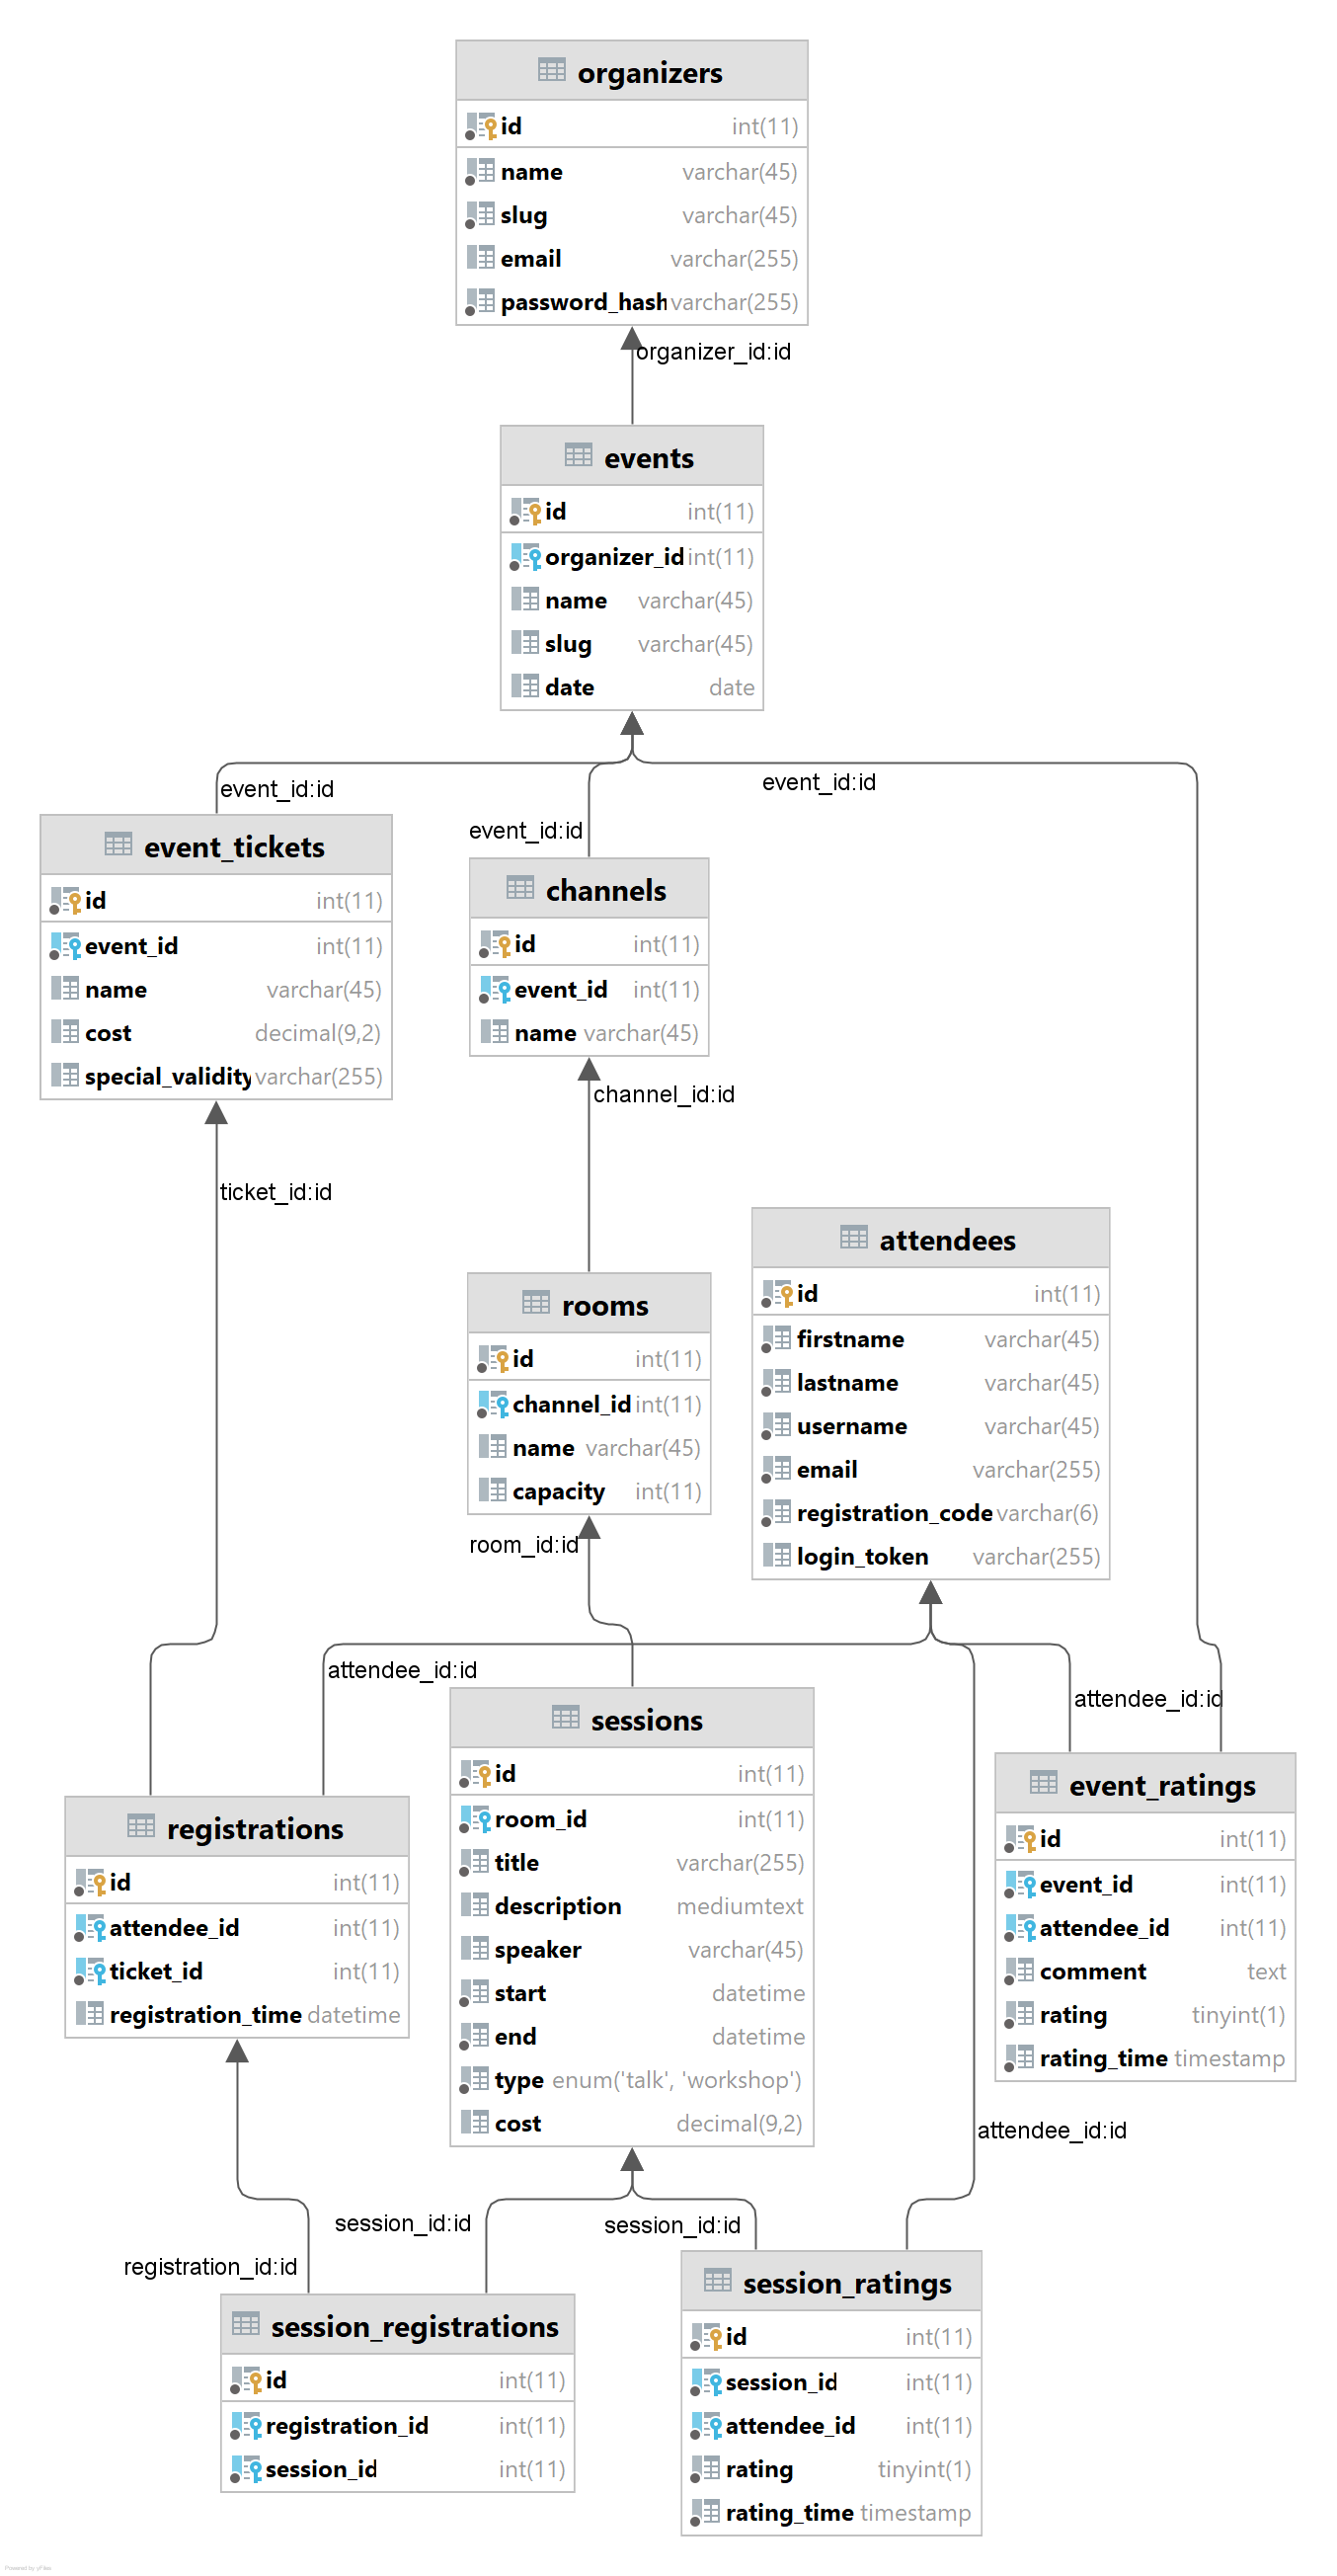 organizers
id int(11)
name varchar(45)
slug varchar(45)
email varchar(255)
password_hash varchar(255)
organizer_id:id
events
id int(11)
organizer_id int(11)
name varchar(45)
slug varchar(45)
date date
event_id:id
event_id:id
event_id:id
event_tickets
id int(11)
event_id int(11)
name varchar(45)
cost decimal(9,2)
special_validity varchar(255)
channels
id int(11)
event_id int(11)
name varchar(45)
channel_id:id
ticket_id:id
attendees
id int(11)
firstname varchar(45)
lastname varchar(45)
username varchar(45)
email varchar(255)
registration_code varchar(6)
login_token varchar(255)
rooms
id int(11)
channel_id int(11)
name varchar(45)
capacity int(11)
room_id:id
attendee_id:id
attendee_id:id
sessions
id int(11)
room_id int(11)
title varchar(255)
description mediumtext
speaker varchar(45)
start datetime
end datetime
type enum('talk', 'workshop')
cost decimal(9,2)
event_ratings
id int(11)
event_id int(11)
attendee_id int(11)
comment text
rating tinyint(1)
rating_time timestamp
registrations
id int(11)
attendee_id int(11)
ticket_id int(11)
registration_time datetime
attendee_id:id
session_id:id
session_id:id
registration_id:id
session_registrations
id int(11)
registration_id int(11)
session_id int(11)
session_ratings
id int(11)
session_id int(11)
attendee_id int(11)
rating tinyint(1)
rating_time timestamp
Powered by yFiles